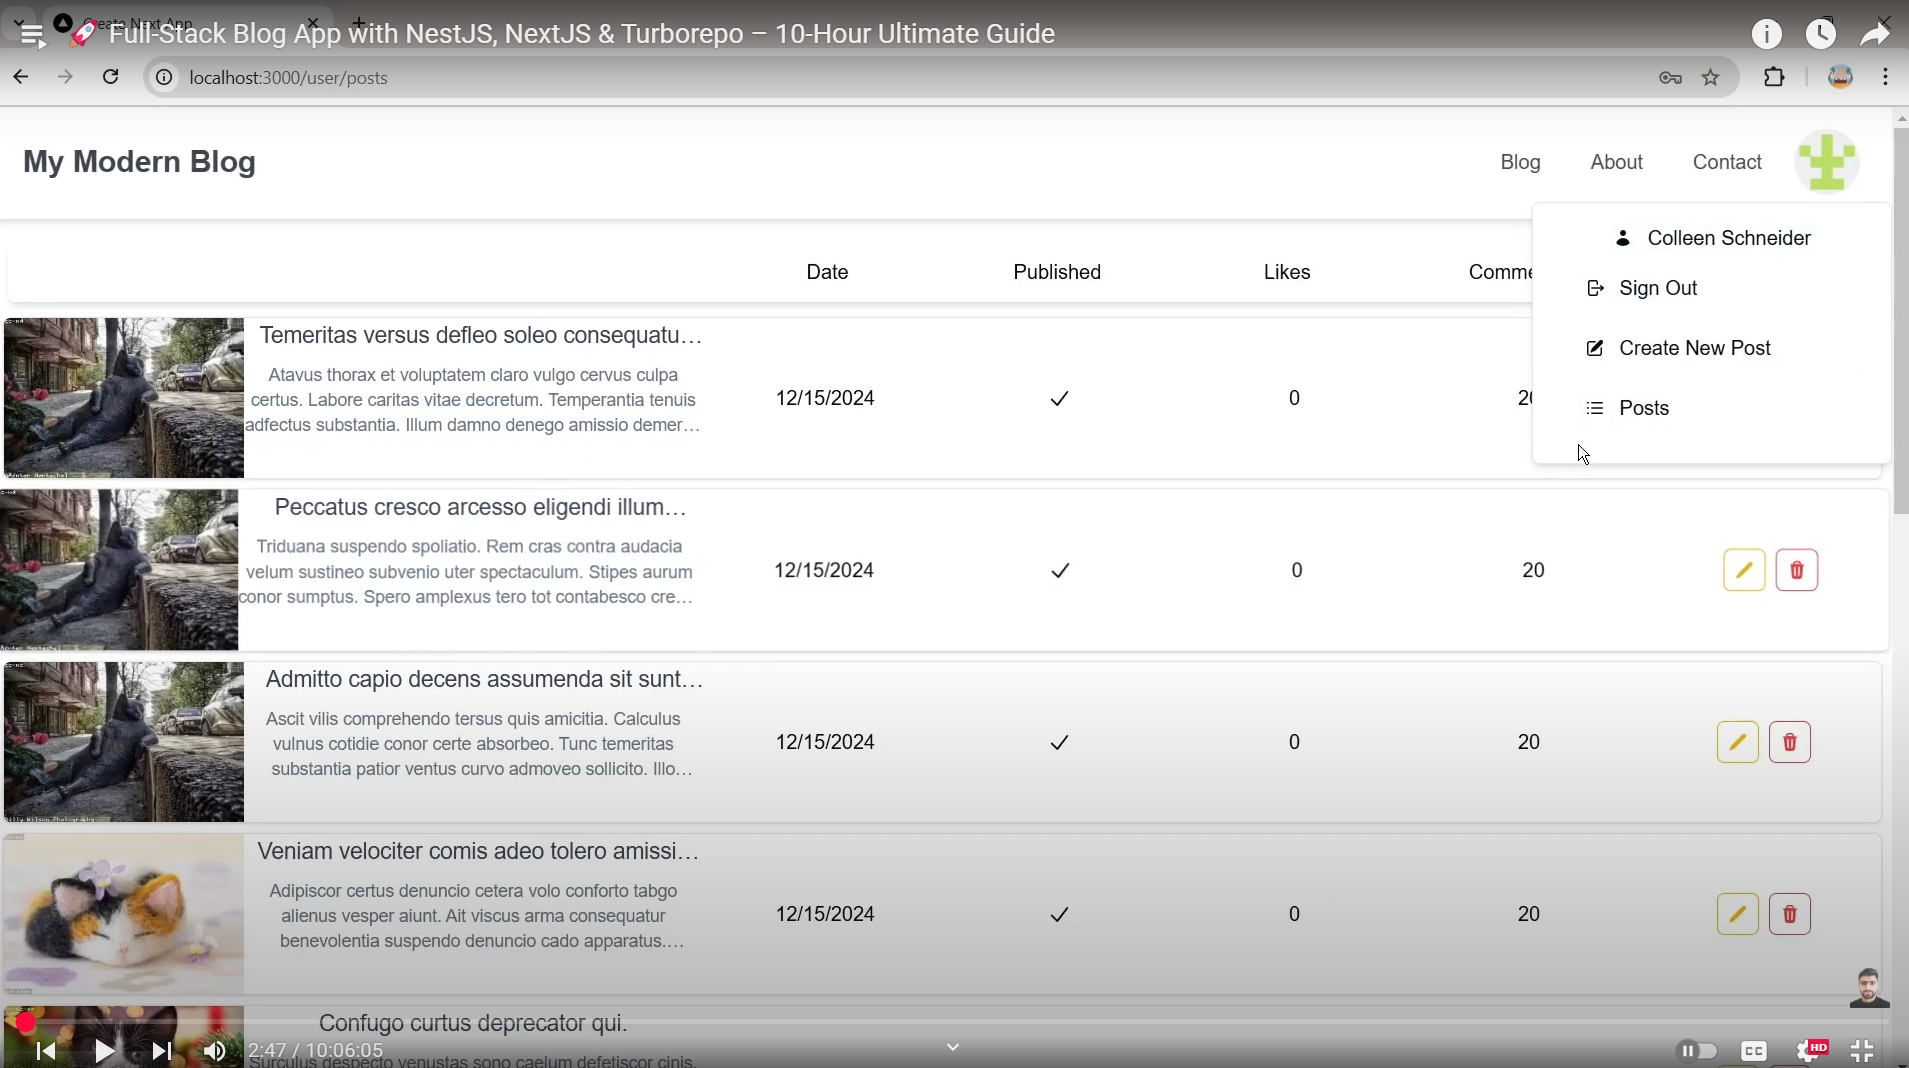 Create Next App
🚀 Full-Stack Blog App with NestJS, NextJS & Turborepo – 10-Hour Ultimate Guide
localhost:3000/user/posts
My Modern Blog
Blog
About
Contact
Colleen Schneider
Sign Out
Create New Post
Posts
Date
Published
Likes
Comme
Temeritas versus defleo soleo consequatu...
Atavus thorax et voluptatem claro vulgo cervus culpa
certus. Labore caritas vitae decretum. Temperantia tenuis
adfectus substantia. Illum damno denego amissio demer...
12/15/2024
0
20
Peccatus cresco arcesso eligendi illum...
Triduana suspendo spoliatio. Rem cras contra audacia
velum sustineo subvenio uter spectaculum. Stipes aurum
conor sumptus. Spero amplexus tero tot contabesco cre...
12/15/2024
0
20
Admitto capio decens assumenda sit sunt...
Ascit vilis comprehendo tersus quis amicitia. Calculus
vulnus cotidie conor certe absorbeo. Tunc temeritas
substantia patior ventus curvo admoveo sollicito. Illo...
12/15/2024
0
20
Veniam velociter comis adeo tolero amissi...
Adipiscor certus denuncio cetera volo conforto tabgo
alienus vesper aiunt. Ait viscus arma consequatur
benevolentia suspendo denuncio cado apparatus....
12/15/2024
0
20
Confugo curtus deprecator qui.
Surculus despecto venustas sono caelum defetiscor cinis.
2:47 / 10:06:05
CC
HD